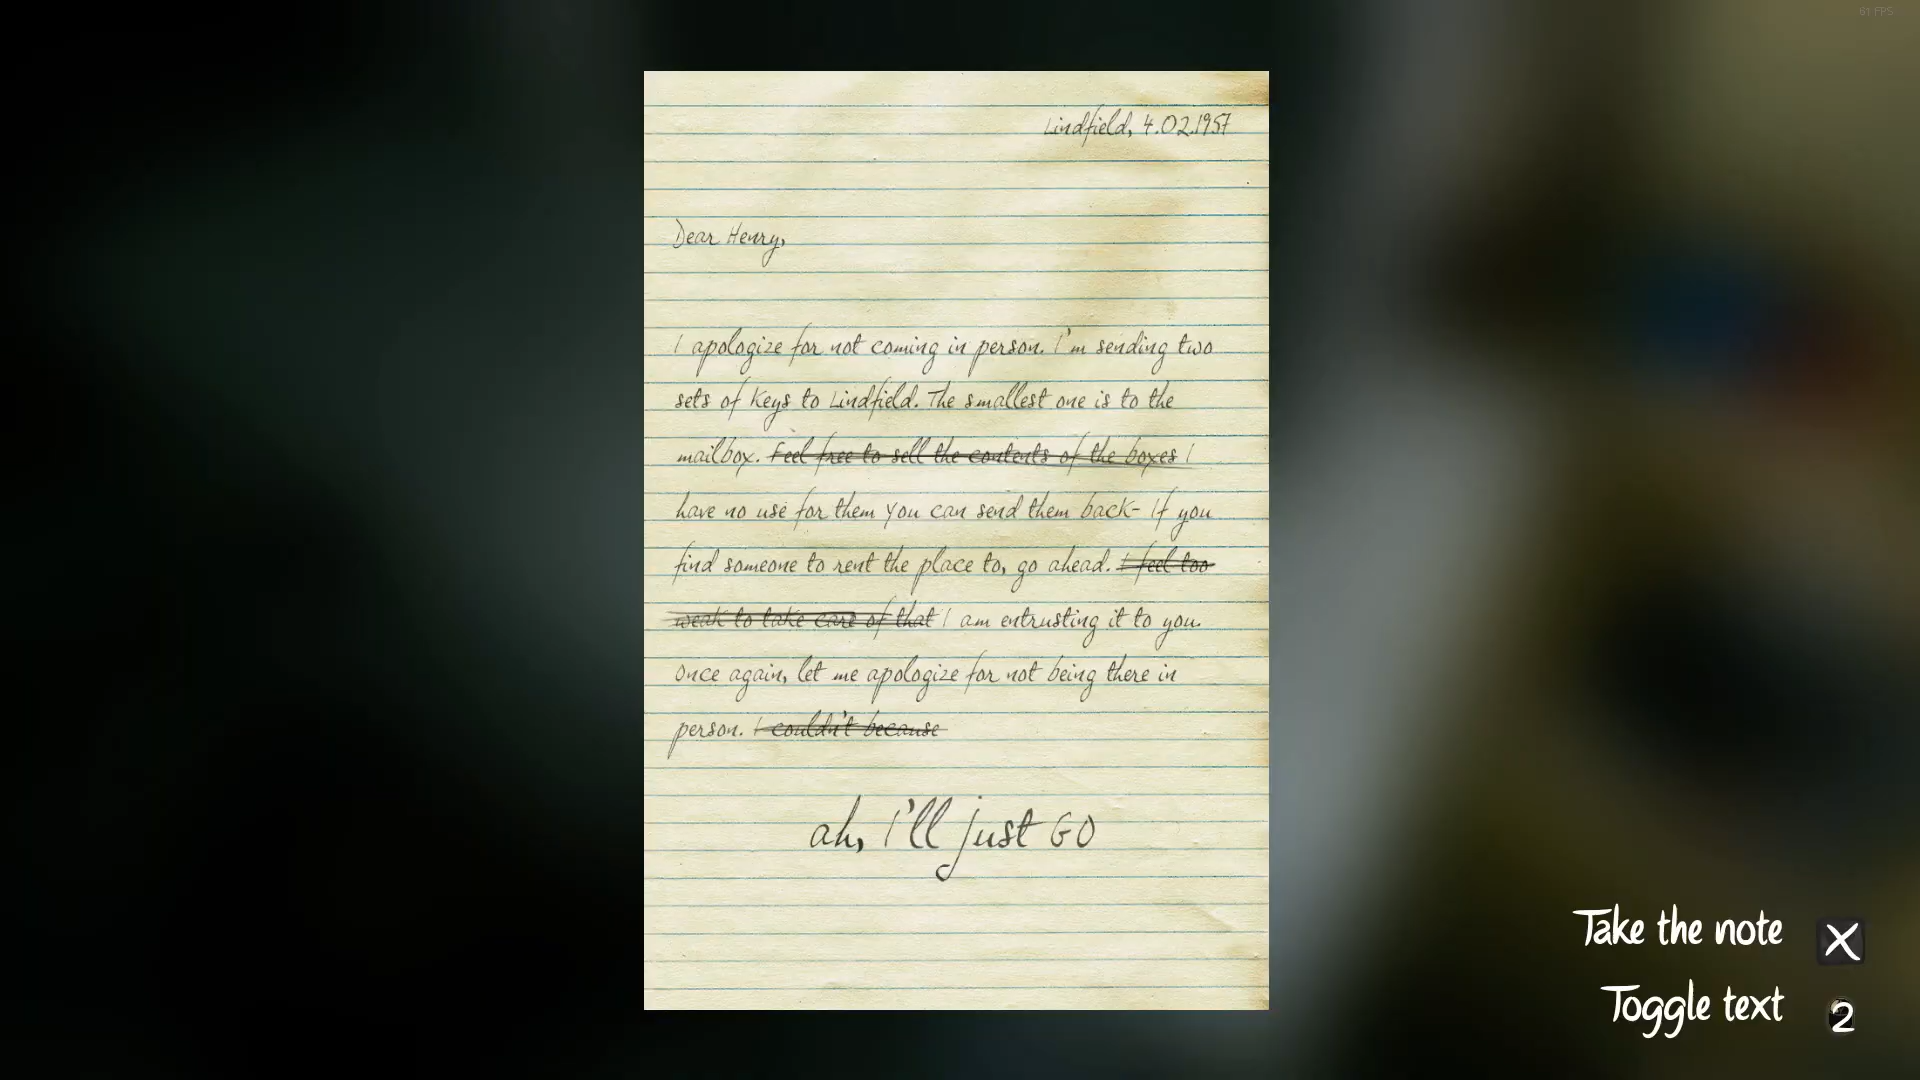 61 FPS
Lindfield, 4.02.1957
Dear Henry,
I apologize for not coming in person. I'm sending two
sets of keys to Lindfield. The smallest one is to the
mailbox. Feel free to sell the contents of the boxes I
have no use for them you can send them back- If you
find someone to rent the place to, go ahead. I feel too
weak to take care of that I am entrusting it to you.
Once again, let me apologize for not being there in
person. I couldn't because
ah, I'll just GO
Take the note X
Toggle text 2